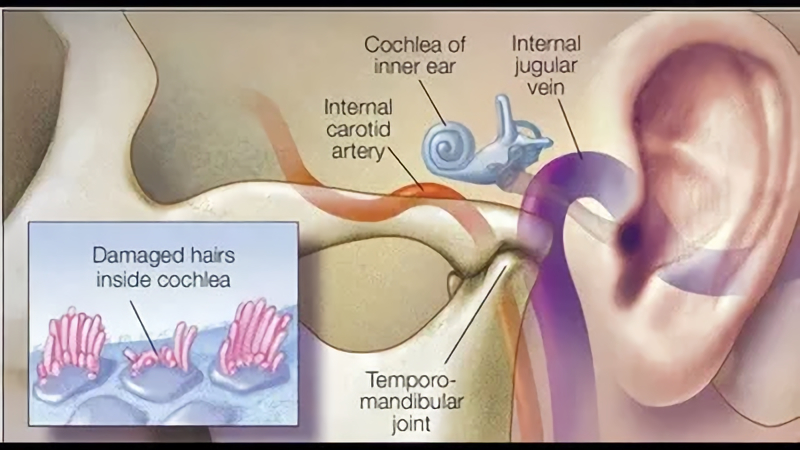 Cochlea of
inner ear
Internal
jugular
vein
Internal
carotid
artery
Damaged hairs
inside cochlea
Temporo-
mandibular
joint